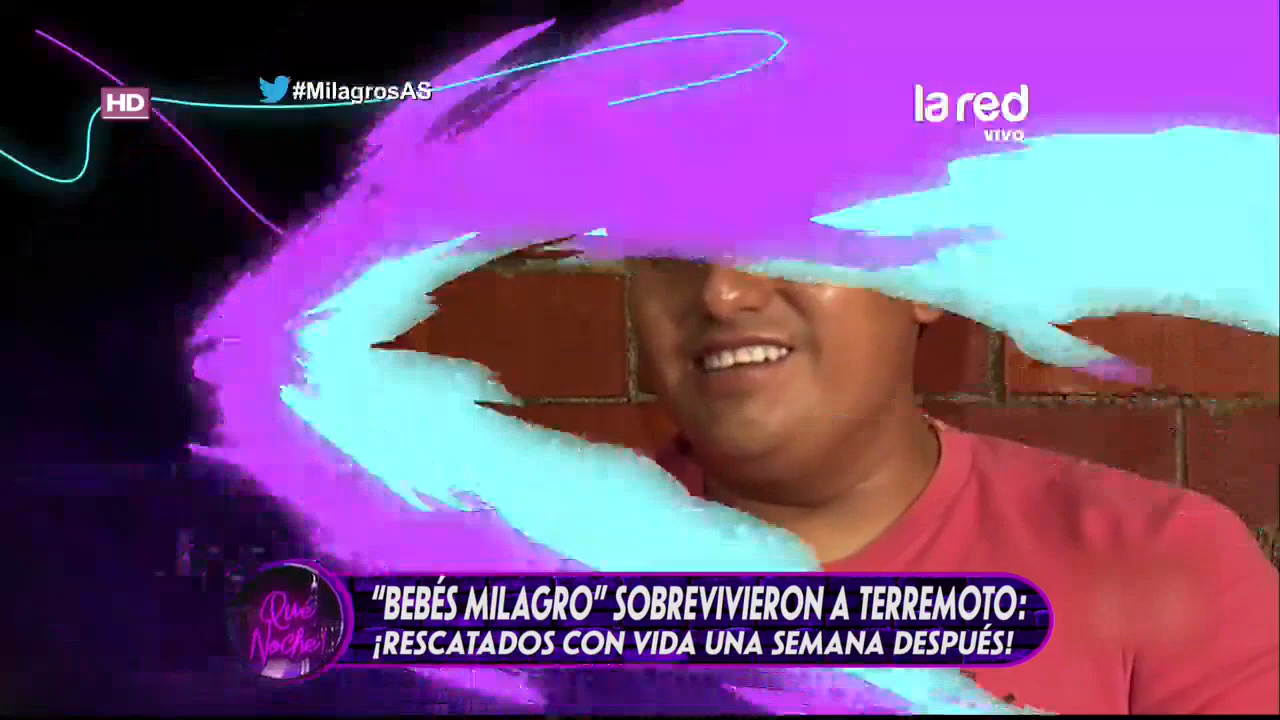 HD
#MilagrosAS
la red
VIVO
Qué
Noche!
"BEBÉS MILAGRO" SOBREVIVIERON A TERREMOTO:
¡RESCATADOS CON VIDA UNA SEMANA DESPUÉS!